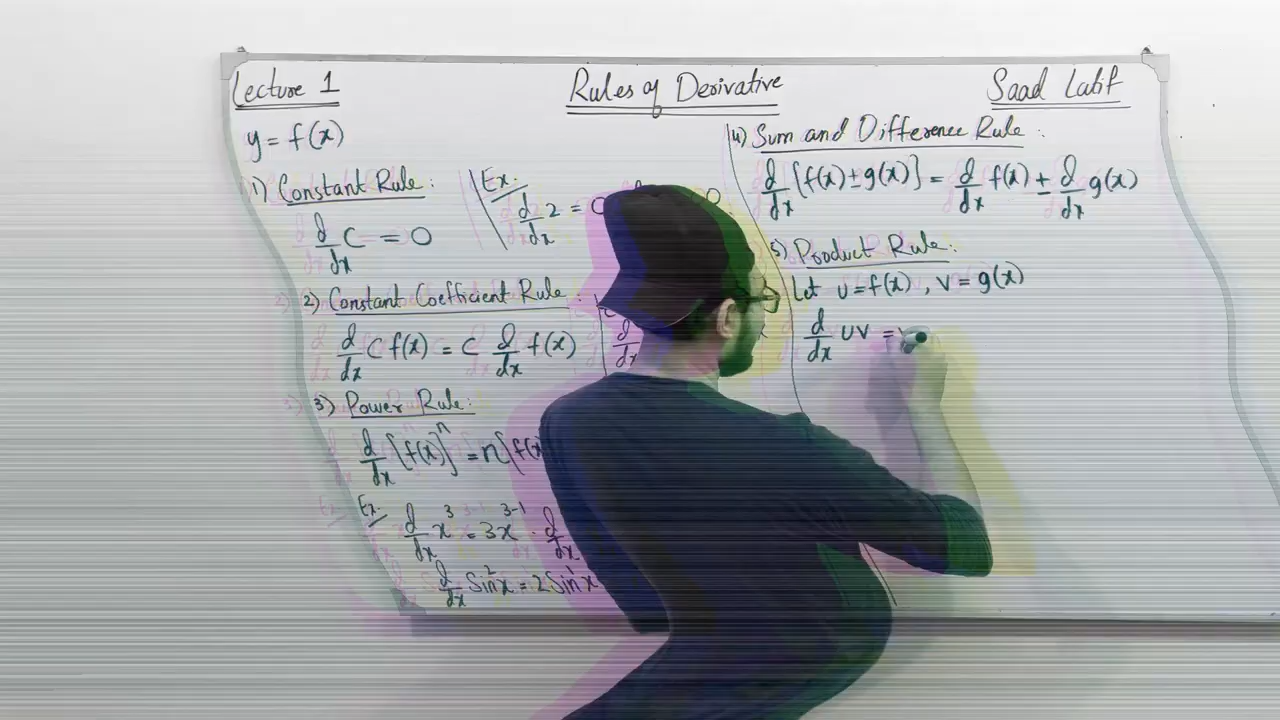 Lecture 1
Rules of Derivative
Saad Latif
y = f(x)
1) Constant Rule:
d/dx C = 0
Ex.
d/dx 2 = 0
2) Constant Coefficient Rule:
d/dx C f(x) = C d/dx f(x)
3) Power Rule:
d/dx [f(x)]^n = n[f(x)
Ex. d/dx x^3 = 3x^3-1 . d/dx
d/dx Sin^2 x = 2 Sin^1 x
4) Sum and Difference Rule:
d/dx [f(x) ± g(x)] = d/dx f(x) ± d/dx g(x)
5) Product Rule:
Let u = f(x), v = g(x)
d/dx uv =